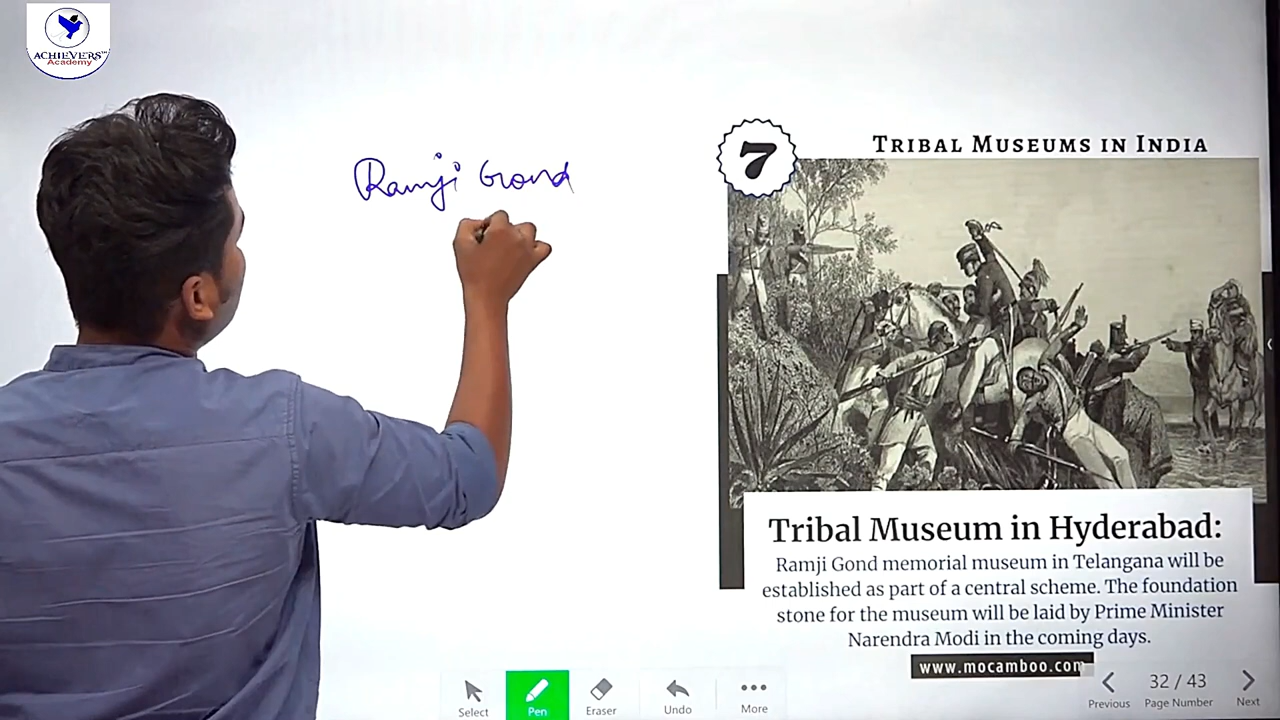 ACHIEVERS™
Academy
Ramji Gond
7
TRIBAL MUSEUMS IN INDIA
Tribal Museum in Hyderabad:
Ramji Gond memorial museum in Telangana will be
established as part of a central scheme. The foundation
stone for the museum will be laid by Prime Minister
Narendra Modi in the coming days.
www.mocamboo.com
Select
Pen
Eraser
Undo
More
Previous
32 / 43
Page Number
Next